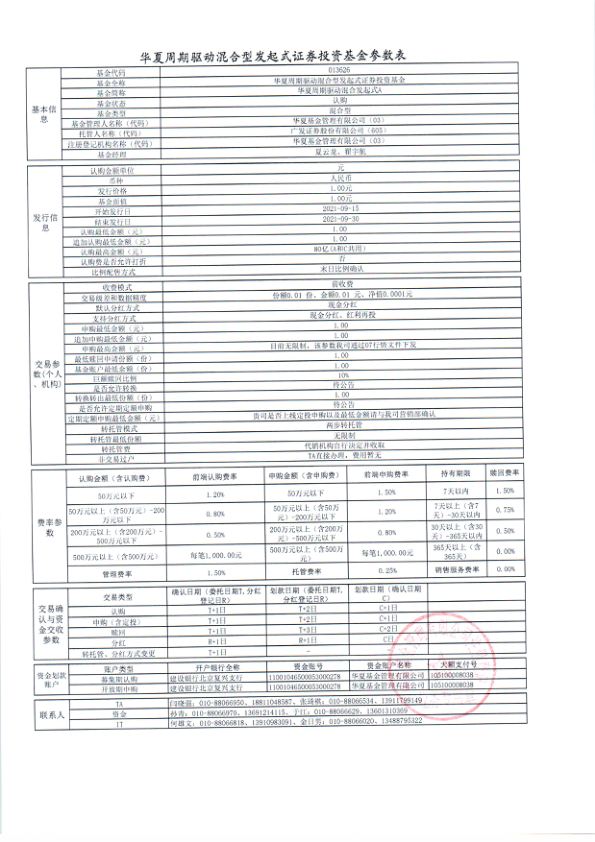 华夏周期驱动混合型发起式证券投资基金参数表
基本信息
基金代码 013626
基金全称 华夏周期驱动混合型发起式证券投资基金
基金简称 华夏周期驱动混合发起式A
基金状态 认购
基金类型 混合型
基金管理人名称(代码) 华夏基金管理有限公司(03)
托管人名称(代码) 广发证券股份有限公司(605)
注册登记机构名称(代码) 华夏基金管理有限公司(03)
基金经理 夏云龙、翟宇航
发行信息
认购金额单位 元
币种 人民币
发行价格 1.00元
基金面值 1.00元
开始发行日 2021-09-15
结束发行日 2021-09-30
认购最低金额(元) 1.00
追加认购最低金额(元) 1.00
认购最高金额(元) 80亿(A和C共用)
认购费是否允许打折 否
比例配售方式 末日比例确认
交易参数(个人、机构)
收费模式 前收费
交易级差和数据精度 份额0.01 份、金额0.01 元、净值0.0001元
默认分红方式 现金分红
支持分红方式 现金分红、红利再投
申购最低金额(元) 1.00
追加申购最低金额(元) 1.00
申购最高金额(元) 目前无限制,该参数我司通过07行情文件下发
最低赎回申请份额(份) 1.00
基金账户最低份额(份) 1.00
巨额赎回比例 10%
是否允许转换 待公告
转换转出最低份额(份) 1.00
是否允许定期定额申购 待公告
定期定额申购最低金额(元) 贵司是否上线定投申购以及最低金额请与我司营销部确认
转托管模式 两步转托管
转托管最低份额 无限制
转托管费 代销机构自行决定并收取
非交易过户 TA直接办理,费用暂无
费率参数
认购金额(含认购费) 前端认购费率 申购金额(含申购费) 前端申购费率 持有期限 赎回费率
50万元以下 1.20% 50万元以下 1.50% 7天以内 1.50%
50万元以上(含50万元)-200万元以下 0.80% 50万元以上(含50万元)-200万元以下 1.20% 7天以上(含7天)-30天以内 0.75%
200万元以上(含200万元)-500万元以下 0.50% 200万元以上(含200万元)-500万元以下 0.80% 30天以上(含30天)-365天以内 0.50%
500万元以上(含500万元) 每笔1,000.00元 500万元以上(含500万元) 每笔1,000.00元 365天以上(含365天) 0.00%
管理费率 1.50% 托管费率 0.25% 销售服务费率 0.00%
交易确认与资金交收参数
交易类型 确认日期(委托日期T,分红登记日R) 划款日期(委托日期T,分红登记日R) 划款日期(确认日期C)
认购 T+1日 T+2日 C+1日
申购(含定投) T+1日 T+2日 C+1日
赎回 T+1日 T+3日 C+2日
分红 R+1日 R+1日 C日
转托管、分红方式变更 T+1日 -
资金划款账户
账户类型 开户银行全称 资金账号 资金账户名称 大额支付号
募集期认购 建设银行北京复兴支行 11001046500053000278 华夏基金管理有限公司 105100008038
开放期申购 建设银行北京复兴支行 11001046500053000278 华夏基金管理有限公司 105100008038
联系人
TA 010-88066950、18811048587、张靖祺:010-88066534、13911799149
资金 孙青:010-88066970、13691214115、于江:010-88066629、13601310369
IT 何雄文:010-88066818、13910983091、金日男:010-88066020、13488795322